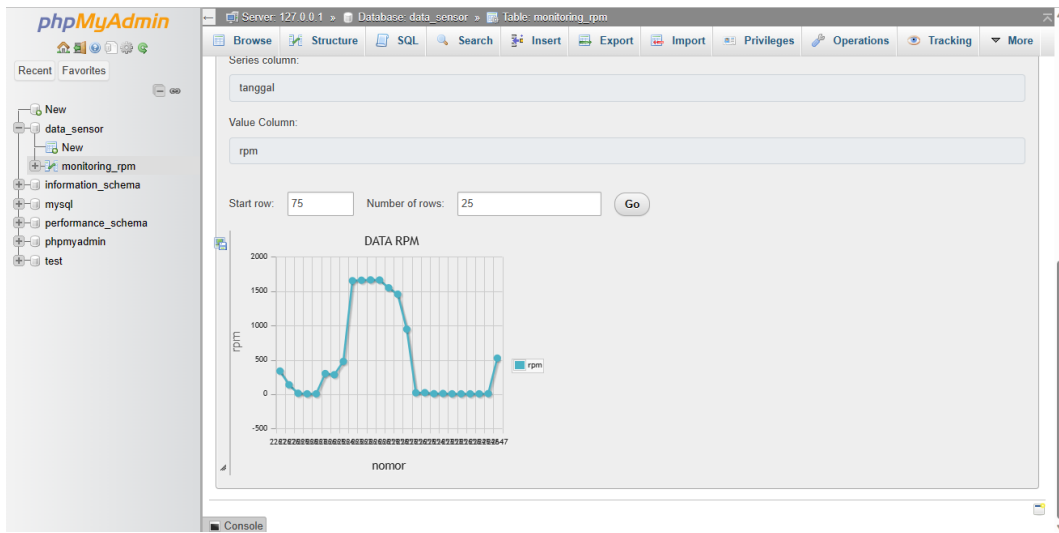 phpMyAdmin
Recent Favorites
New
data_sensor
New
monitoring_rpm
information_schema
mysql
performance_schema
phpmyadmin
test
Server: 127.0.0.1 » Database: data_sensor » Table: monitoring_rpm
Browse Structure SQL Search Insert Export Import Privileges Operations Tracking More
Series column:
tanggal
Value Column:
rpm
Start row: 75 Number of rows: 25 Go
DATA RPM
2000
1500
1000
500
0
-500
rpm
rpm
nomor
Console